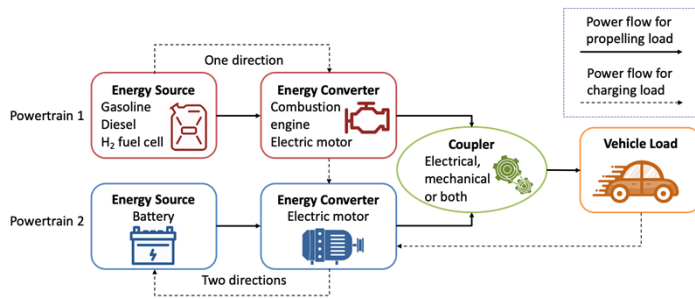 Power flow for
propelling load
Power flow for
charging load
One direction
Powertrain 1
Energy Source
Gasoline
Diesel
H₂ fuel cell
Energy Converter
Combustion
engine
Electric motor
Coupler
Electrical,
mechanical
or both
Vehicle Load
Powertrain 2
Energy Source
Battery
Energy Converter
Electric motor
Two directions